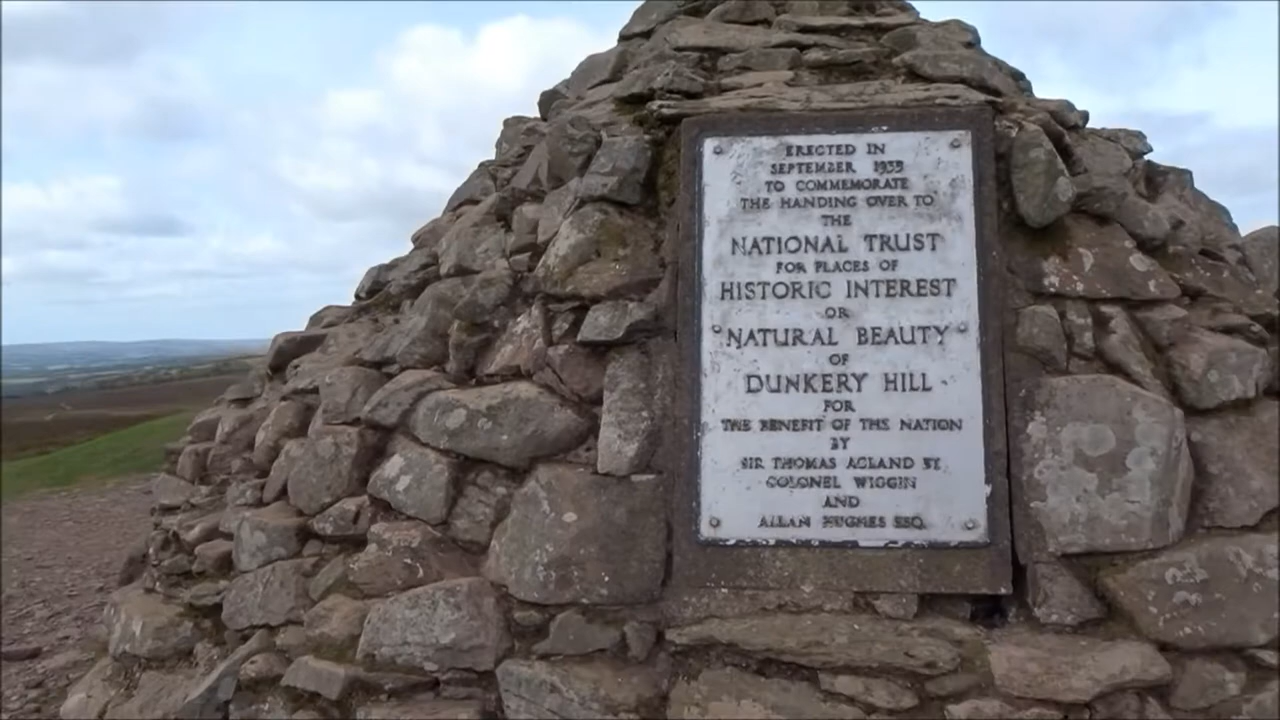 ERECTED IN
SEPTEMBER 1935
TO COMMEMORATE
THE HANDING OVER TO
THE
NATIONAL TRUST
FOR PLACES OF
HISTORIC INTEREST
OR
NATURAL BEAUTY
OF
DUNKERY HILL
FOR
THE BENEFIT OF THE NATION
BY
SIR THOMAS ACLAND BT.
COLONEL WIGGIN
AND
ALLAN HUGHES ESQ.